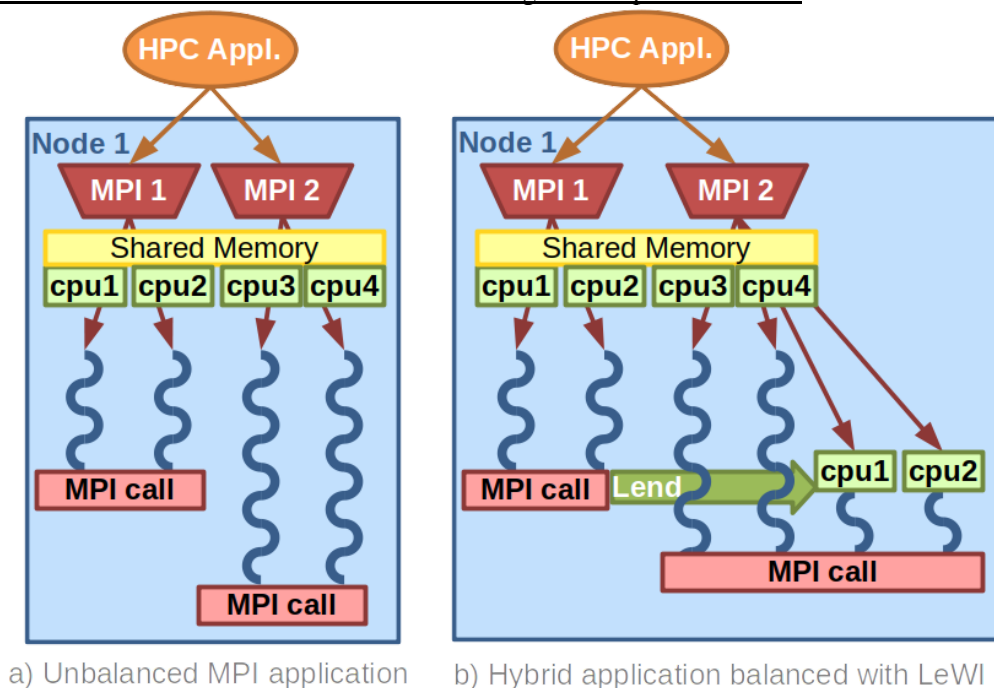 HPC Appl.
Node 1
MPI 1
MPI 2
Shared Memory
cpu1
cpu2
cpu3
cpu4
MPI call
MPI call
a) Unbalanced MPI application
HPC Appl.
Node 1
MPI 1
MPI 2
Shared Memory
cpu1
cpu2
cpu3
cpu4
MPI call
Lend
cpu1
cpu2
MPI call
b) Hybrid application balanced with LeWI